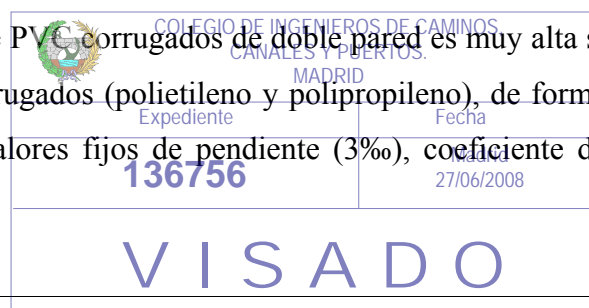 COLEGIO DE INGENIEROS DE CAMINOS,
PVC corrugados de doble pared es muy alta
CANALES Y PUERTOS.
MADRID
rugados (polietileno y polipropileno), de form
Expediente Fecha
alores fijos de pendiente (3‰), coeficiente d
136756 Madrid
27/06/2008
VISADO